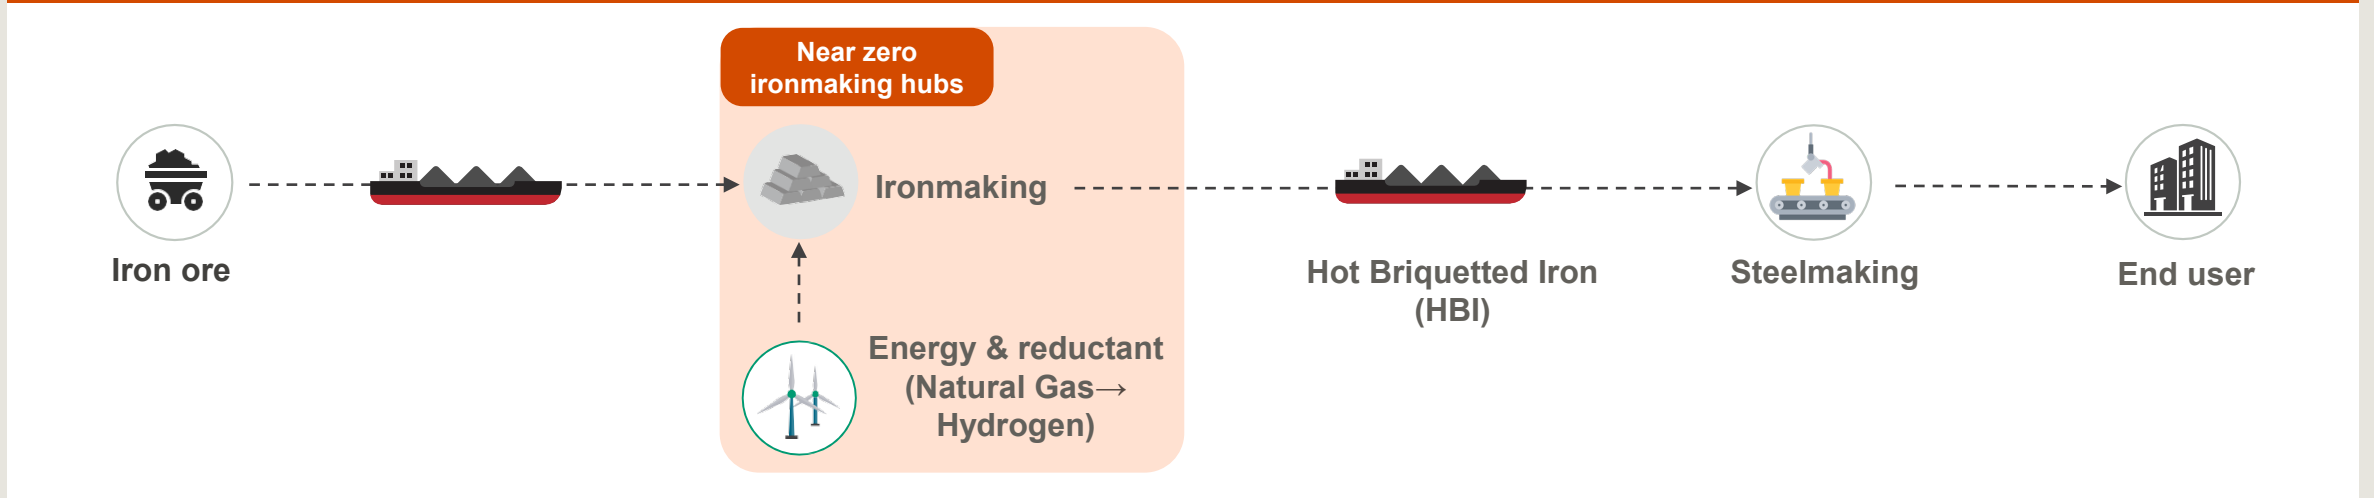 Near zero
ironmaking hubs
Ironmaking
Iron ore
Hot Briquetted Iron
(HBI)
Steelmaking
End user
Energy & reductant
(Natural Gas→
Hydrogen)